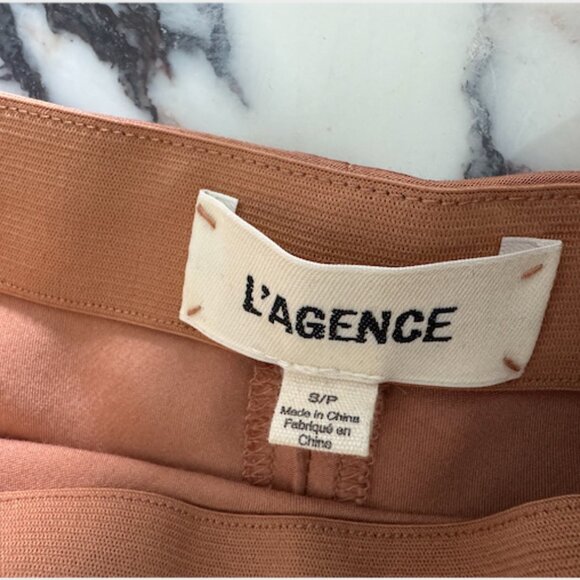 L'AGENCE
S/P
Made in China
Fabriqué en
Chine